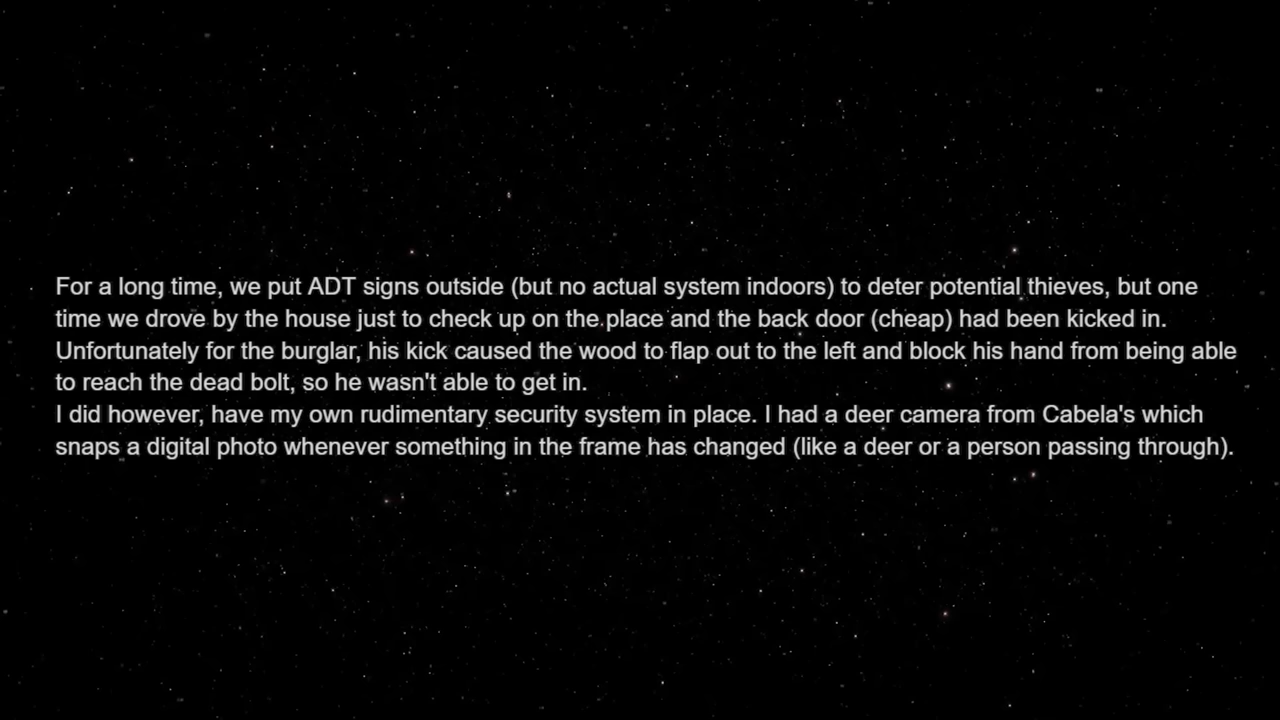 For a long time, we put ADT signs outside (but no actual system indoors) to deter potential thieves, but one
time we drove by the house just to check up on the place and the back door (cheap) had been kicked in.
Unfortunately for the burglar, his kick caused the wood to flap out to the left and block his hand from being able
to reach the dead bolt, so he wasn't able to get in.
I did however, have my own rudimentary security system in place. I had a deer camera from Cabela's which
snaps a digital photo whenever something in the frame has changed (like a deer or a person passing through).